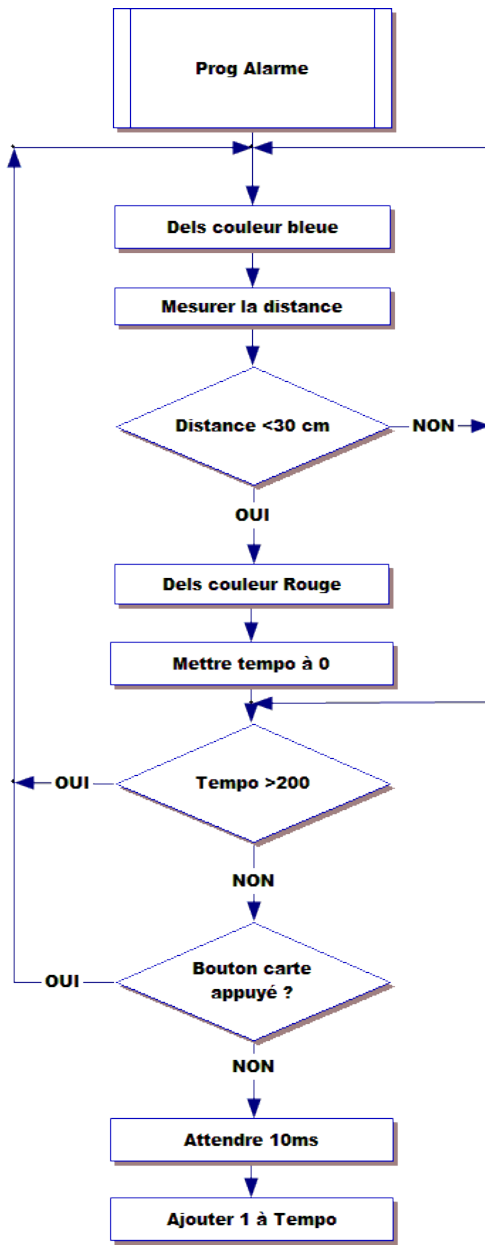 Prog Alarme
Dels couleur bleue
Mesurer la distance
Distance <30 cm
NON
OUI
Dels couleur Rouge
Mettre tempo à 0
Tempo >200
OUI
NON
Bouton carte
appuyé ?
OUI
NON
Attendre 10ms
Ajouter 1 à Tempo